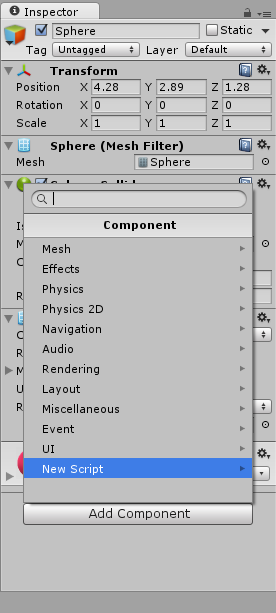 Inspector
Sphere Static
Tag Untagged Layer Default
Transform
Position X 4.28 Y 2.89 Z 1.28
Rotation X 0 Y 0 Z 0
Scale X 1 Y 1 Z 1
Sphere (Mesh Filter)
Mesh Sphere
Component
Mesh
Effects
Physics
Physics 2D
Navigation
Audio
Rendering
Layout
Miscellaneous
Event
UI
New Script
Add Component